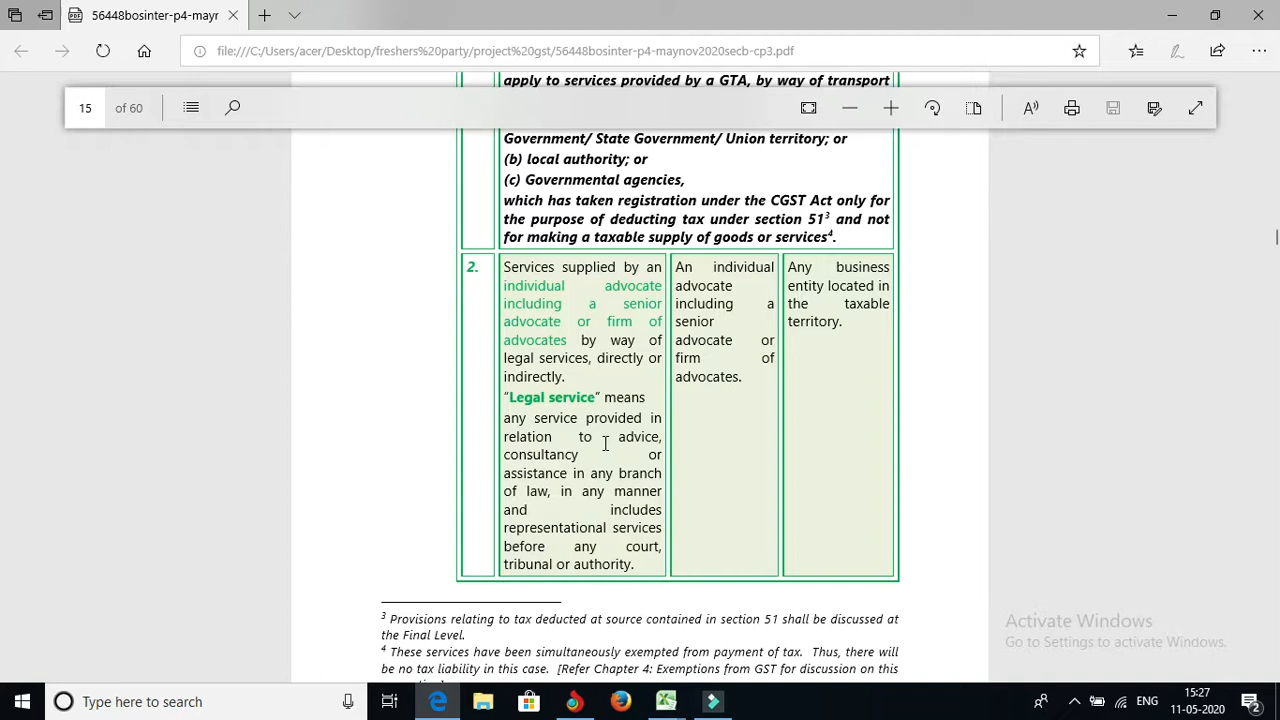 56448bosinter-p4-mayr
file:///C:/Users/acer/Desktop/freshers%20party/project%20gst/56448bosinter-p4-maynov2020secb-cp3.pdf
apply to services provided by a GTA, by way of transport
15 of 60
Government/ State Government/ Union territory; or
(b) local authority; or
(c) Governmental agencies,
which has taken registration under the CGST Act only for
the purpose of deducting tax under section 51³ and not
for making a taxable supply of goods or services⁴.
2.
Services supplied by an
individual advocate
including a senior
advocate or firm of
advocates by way of
legal services, directly or
indirectly.
"Legal service" means
any service provided in
relation to advice,
consultancy or
assistance in any branch
of law, in any manner
and includes
representational services
before any court,
tribunal or authority.
An individual
advocate
including a
senior
advocate or
firm of
advocates.
Any business
entity located in
the taxable
territory.
³ Provisions relating to tax deducted at source contained in section 51 shall be discussed at
the Final Level.
⁴ These services have been simultaneously exempted from payment of tax. Thus, there will
be no tax liability in this case. [Refer Chapter 4: Exemptions from GST for discussion on this
Activate Windows
Go to Settings to activate Windows.
Type here to search
ENG
15:27
11-05-2020
2